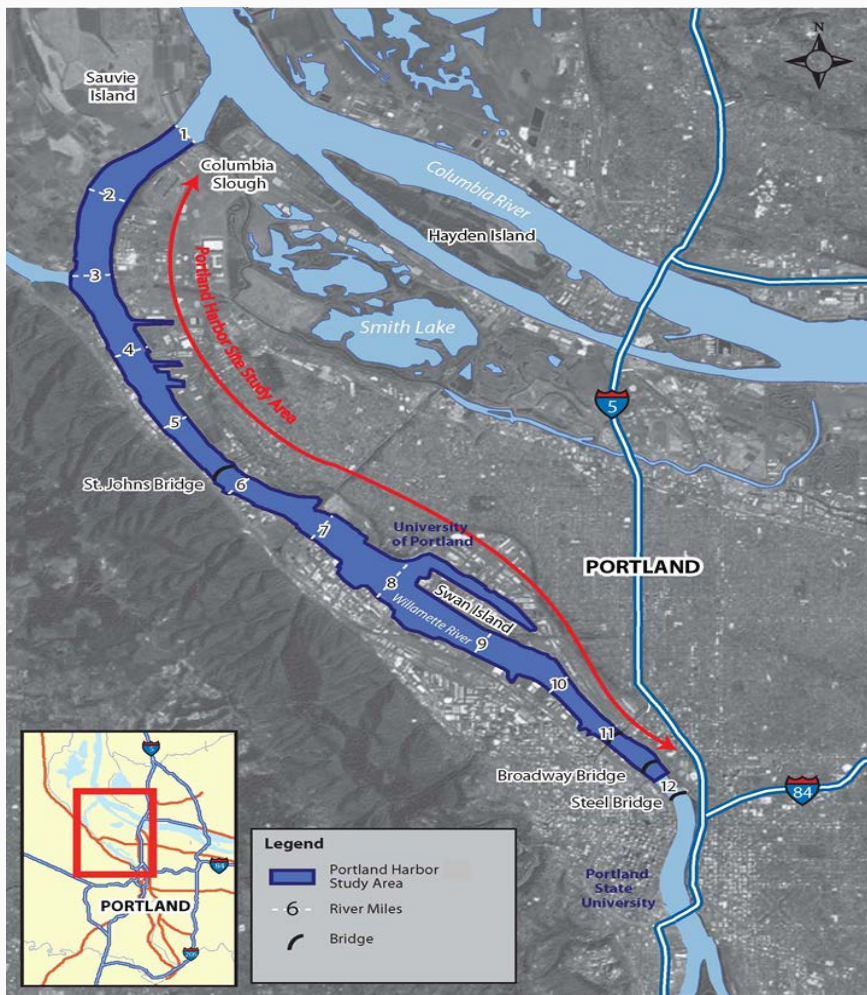 N
Sauvie
Island
1
Columbia
Slough
2
Columbia River
Hayden Island
3
Portland Harbor Site Study Area
Smith Lake
4
5
5
St. Johns Bridge
6
7
University
of Portland
PORTLAND
8
Swan Island
Willamette River
9
10
11
Broadway Bridge
12
Steel Bridge
84
Portland
State
University
5
84
PORTLAND
205
Legend
Portland Harbor
Study Area
6
River Miles
Bridge